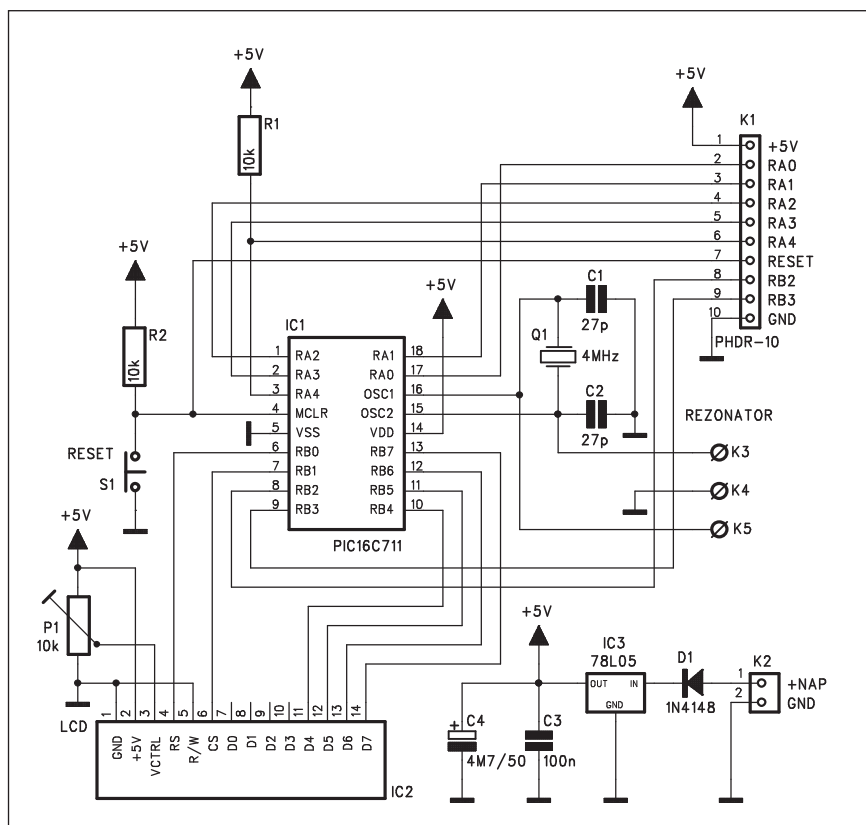 +5V
+5V
K1
R1
10k
1 +5V
2 RA0
3 RA1
4 RA2
5 RA3
6 RA4
7 RESET
8 RB2
9 RB3
10 GND
PHDR-10
+5V
R2
10k
+5V
C1
27p
Q1
4MHz
C2
27p
IC1
1 RA2 RA1 18
2 RA3 RA0 17
3 RA4 OSC1 16
4 MCLR OSC2 15
5 VSS VDD 14
6 RB0 RB7 13
7 RB1 RB6 12
8 RB2 RB5 11
9 RB3 RB4 10
PIC16C711
REZONATOR
K3
K4
K5
RESET
S1
+5V
P1
10k
LCD
1 2 3 4 5 6 7 8 9 10 11 12 13 14
GND +5V VCTRL RS R/W CS D0 D1 D2 D3 D4 D5 D6 D7
IC2
+5V
IC3
78L05
OUT IN
GND
D1
1N4148
K2
1 +NAP
2 GND
+
C4
4M7/50
C3
100n